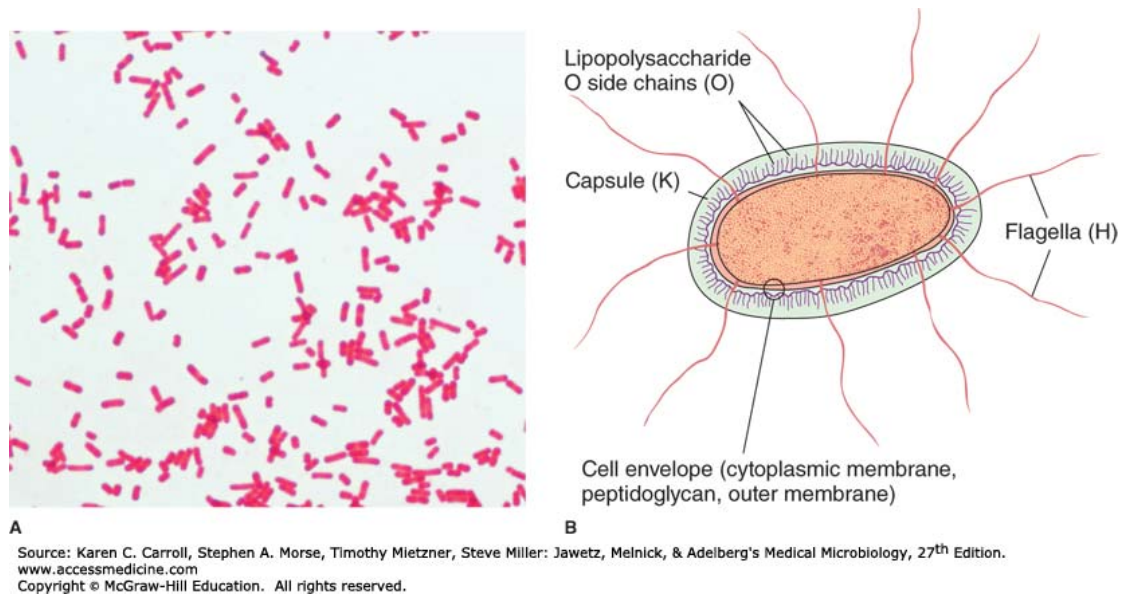 Lipopolysaccharide
O side chains (O)
Capsule (K)
Flagella (H)
Cell envelope (cytoplasmic membrane,
peptidoglycan, outer membrane)
A
B
Source: Karen C. Carroll, Stephen A. Morse, Timothy Mietzner, Steve Miller: Jawetz, Melnick, & Adelberg's Medical Microbiology, 27th Edition.
www.accessmedicine.com
Copyright © McGraw-Hill Education. All rights reserved.